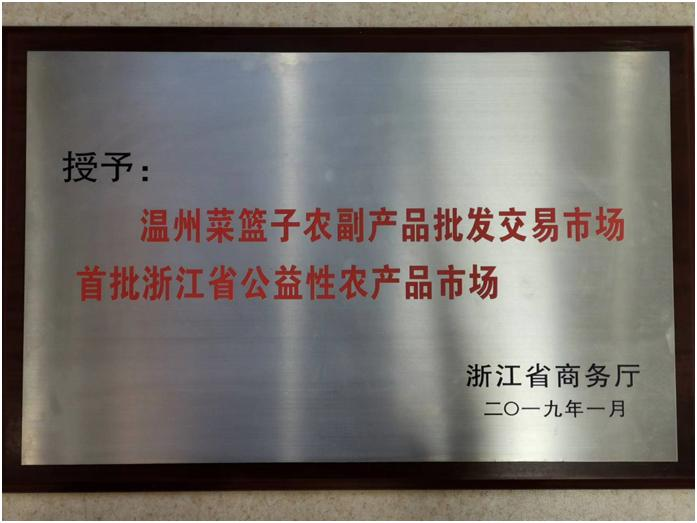 授予：
温州菜篮子农副产品批发交易市场
首批浙江省公益性农产品市场
浙江省商务厅
二〇一九年一月